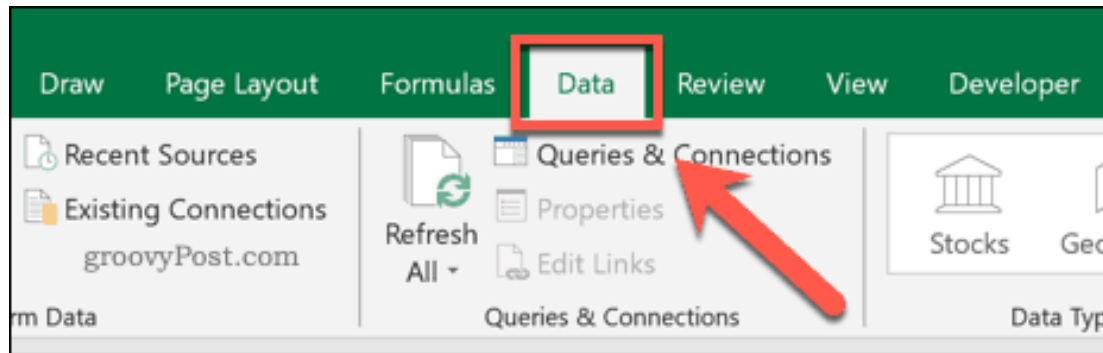 Draw Page Layout Formulas Data Review View Developer
Recent Sources
Existing Connections
groovyPost.com
rm Data
Refresh
All
Queries & Connections
Properties
Edit Links
Queries & Connections
Stocks
Geo
Data Typ